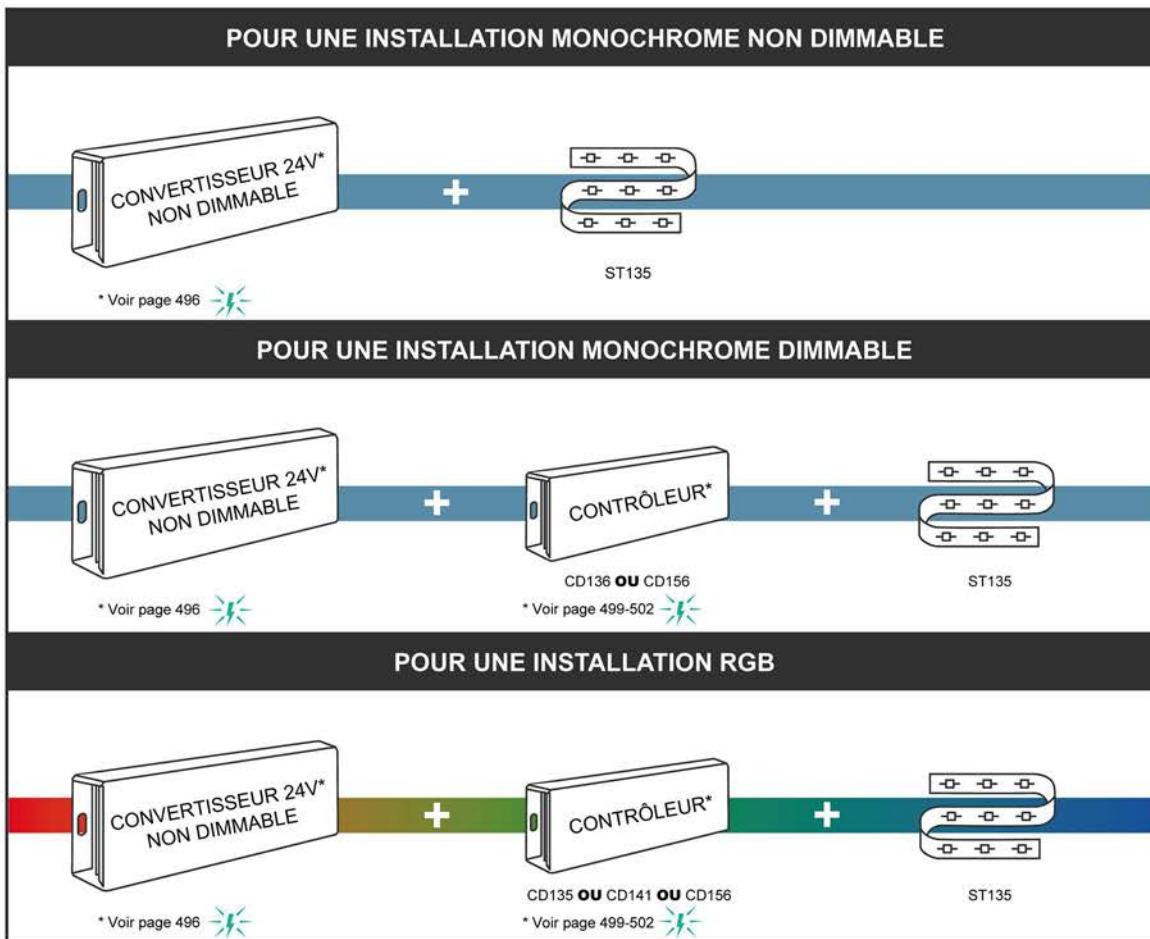 POUR UNE INSTALLATION MONOCHROME NON DIMMABLE
CONVERTISSEUR 24V*
NON DIMMABLE
+
ST135
* Voir page 496
POUR UNE INSTALLATION MONOCHROME DIMMABLE
CONVERTISSEUR 24V*
NON DIMMABLE
+
CONTRÔLEUR*
+
CD136 OU CD156
ST135
* Voir page 496
* Voir page 499-502
POUR UNE INSTALLATION RGB
CONVERTISSEUR 24V*
NON DIMMABLE
+
CONTRÔLEUR*
+
CD135 OU CD141 OU CD156
ST135
* Voir page 496
* Voir page 499-502